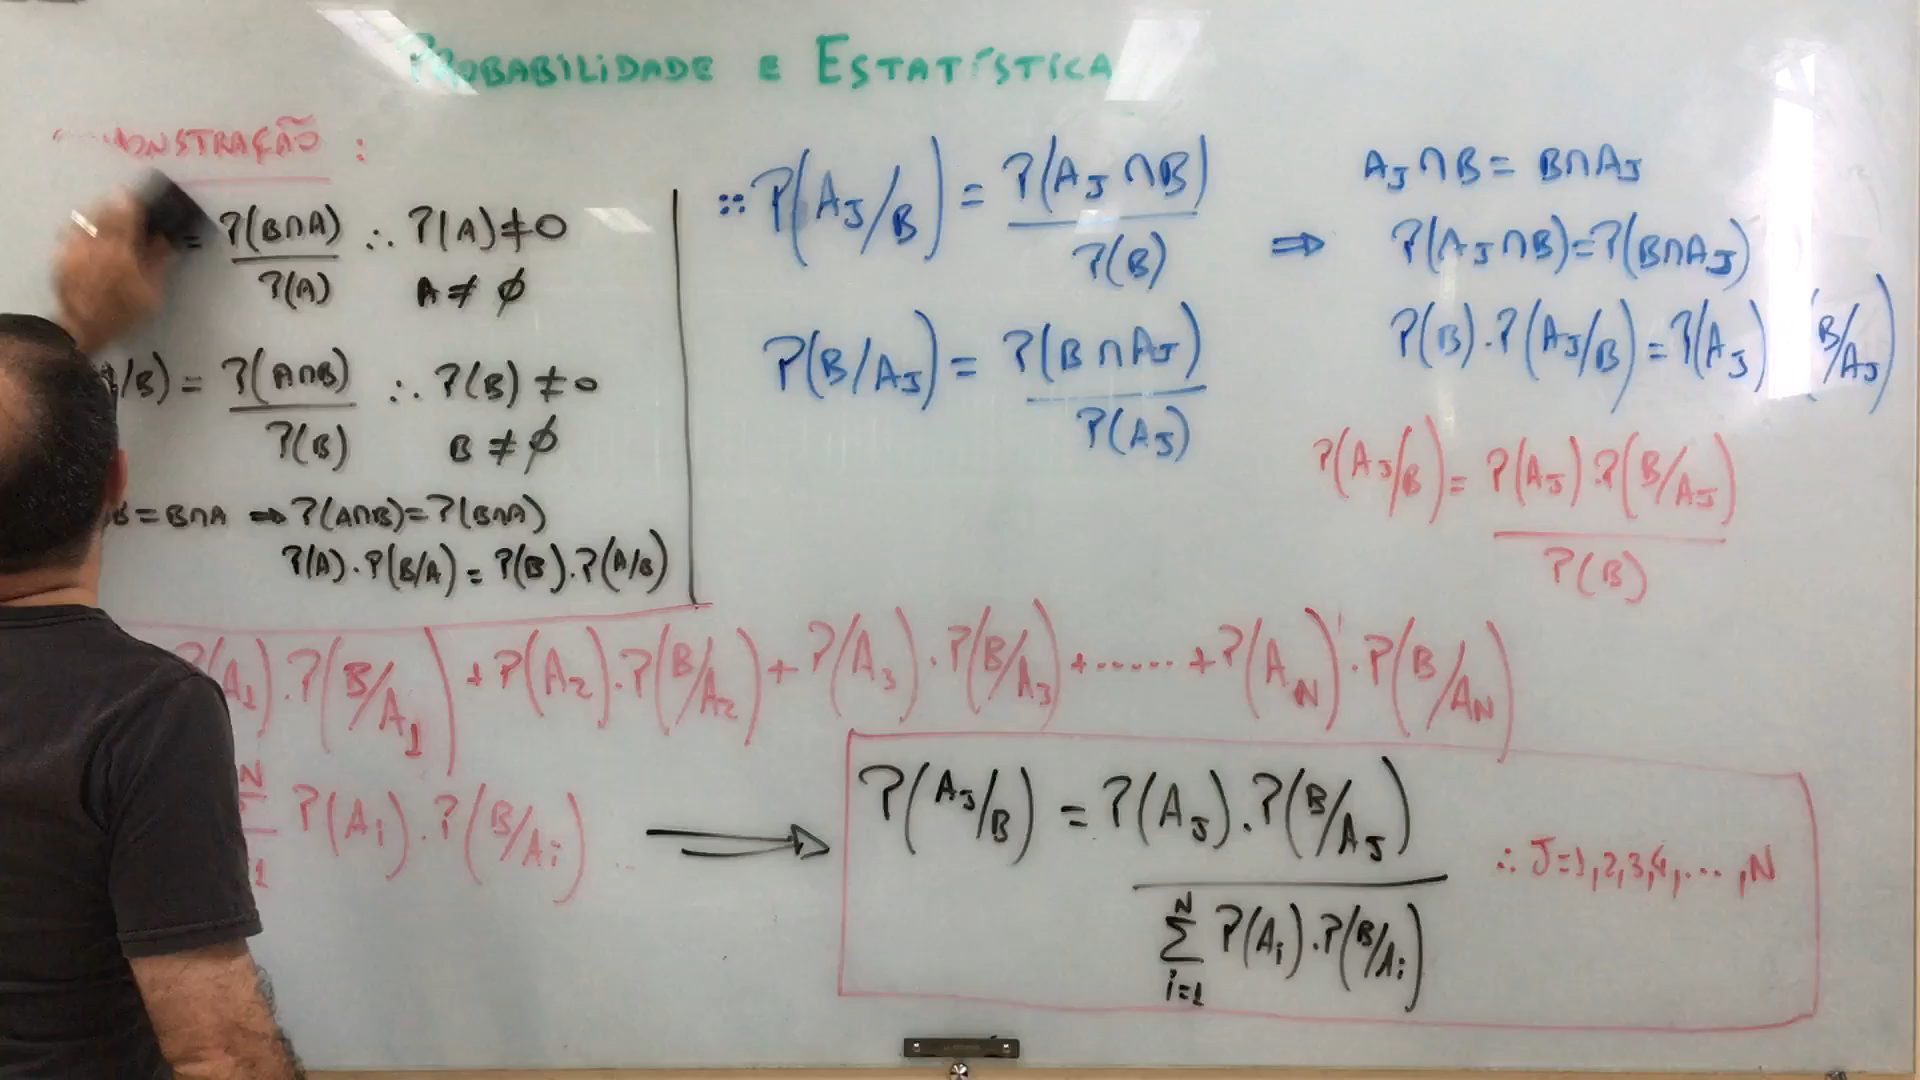 PROBABILIDADE E ESTATÍSTICA
MONSTRAÇÃO :
= P(B∩A)/P(A) ∴ P(A)≠0
A≠ ∅
/B) = P(A∩B)/P(B) ∴ P(B)≠0
B≠∅
B=B∩A ⇒ P(A∩B)=P(B∩A)
P(A).P(B/A)=P(B).P(A/B)
:: P(AJ/B) = P(AJ∩B)/P(B) ⇒
P(B/AJ) = P(B∩AJ)/P(AJ)
AJ∩B = B∩AJ
P(AJ∩B)=P(B∩AJ)
P(B).P(AJ/B)=P(AJ) (B/AJ)
P(AJ/B) = P(AJ).P(B/AJ)/P(B)
P(A1).P(B/A1)+P(A2).P(B/A2)+P(A3).P(B/A3)+......+P(AN).P(B/AN)
N P(Ai).P(B/Ai)
P(AJ/B) = P(AJ).P(B/AJ)/∑ i=1 N P(Ai).P(B/Ai) ∴ J=1,2,3,4,...,N